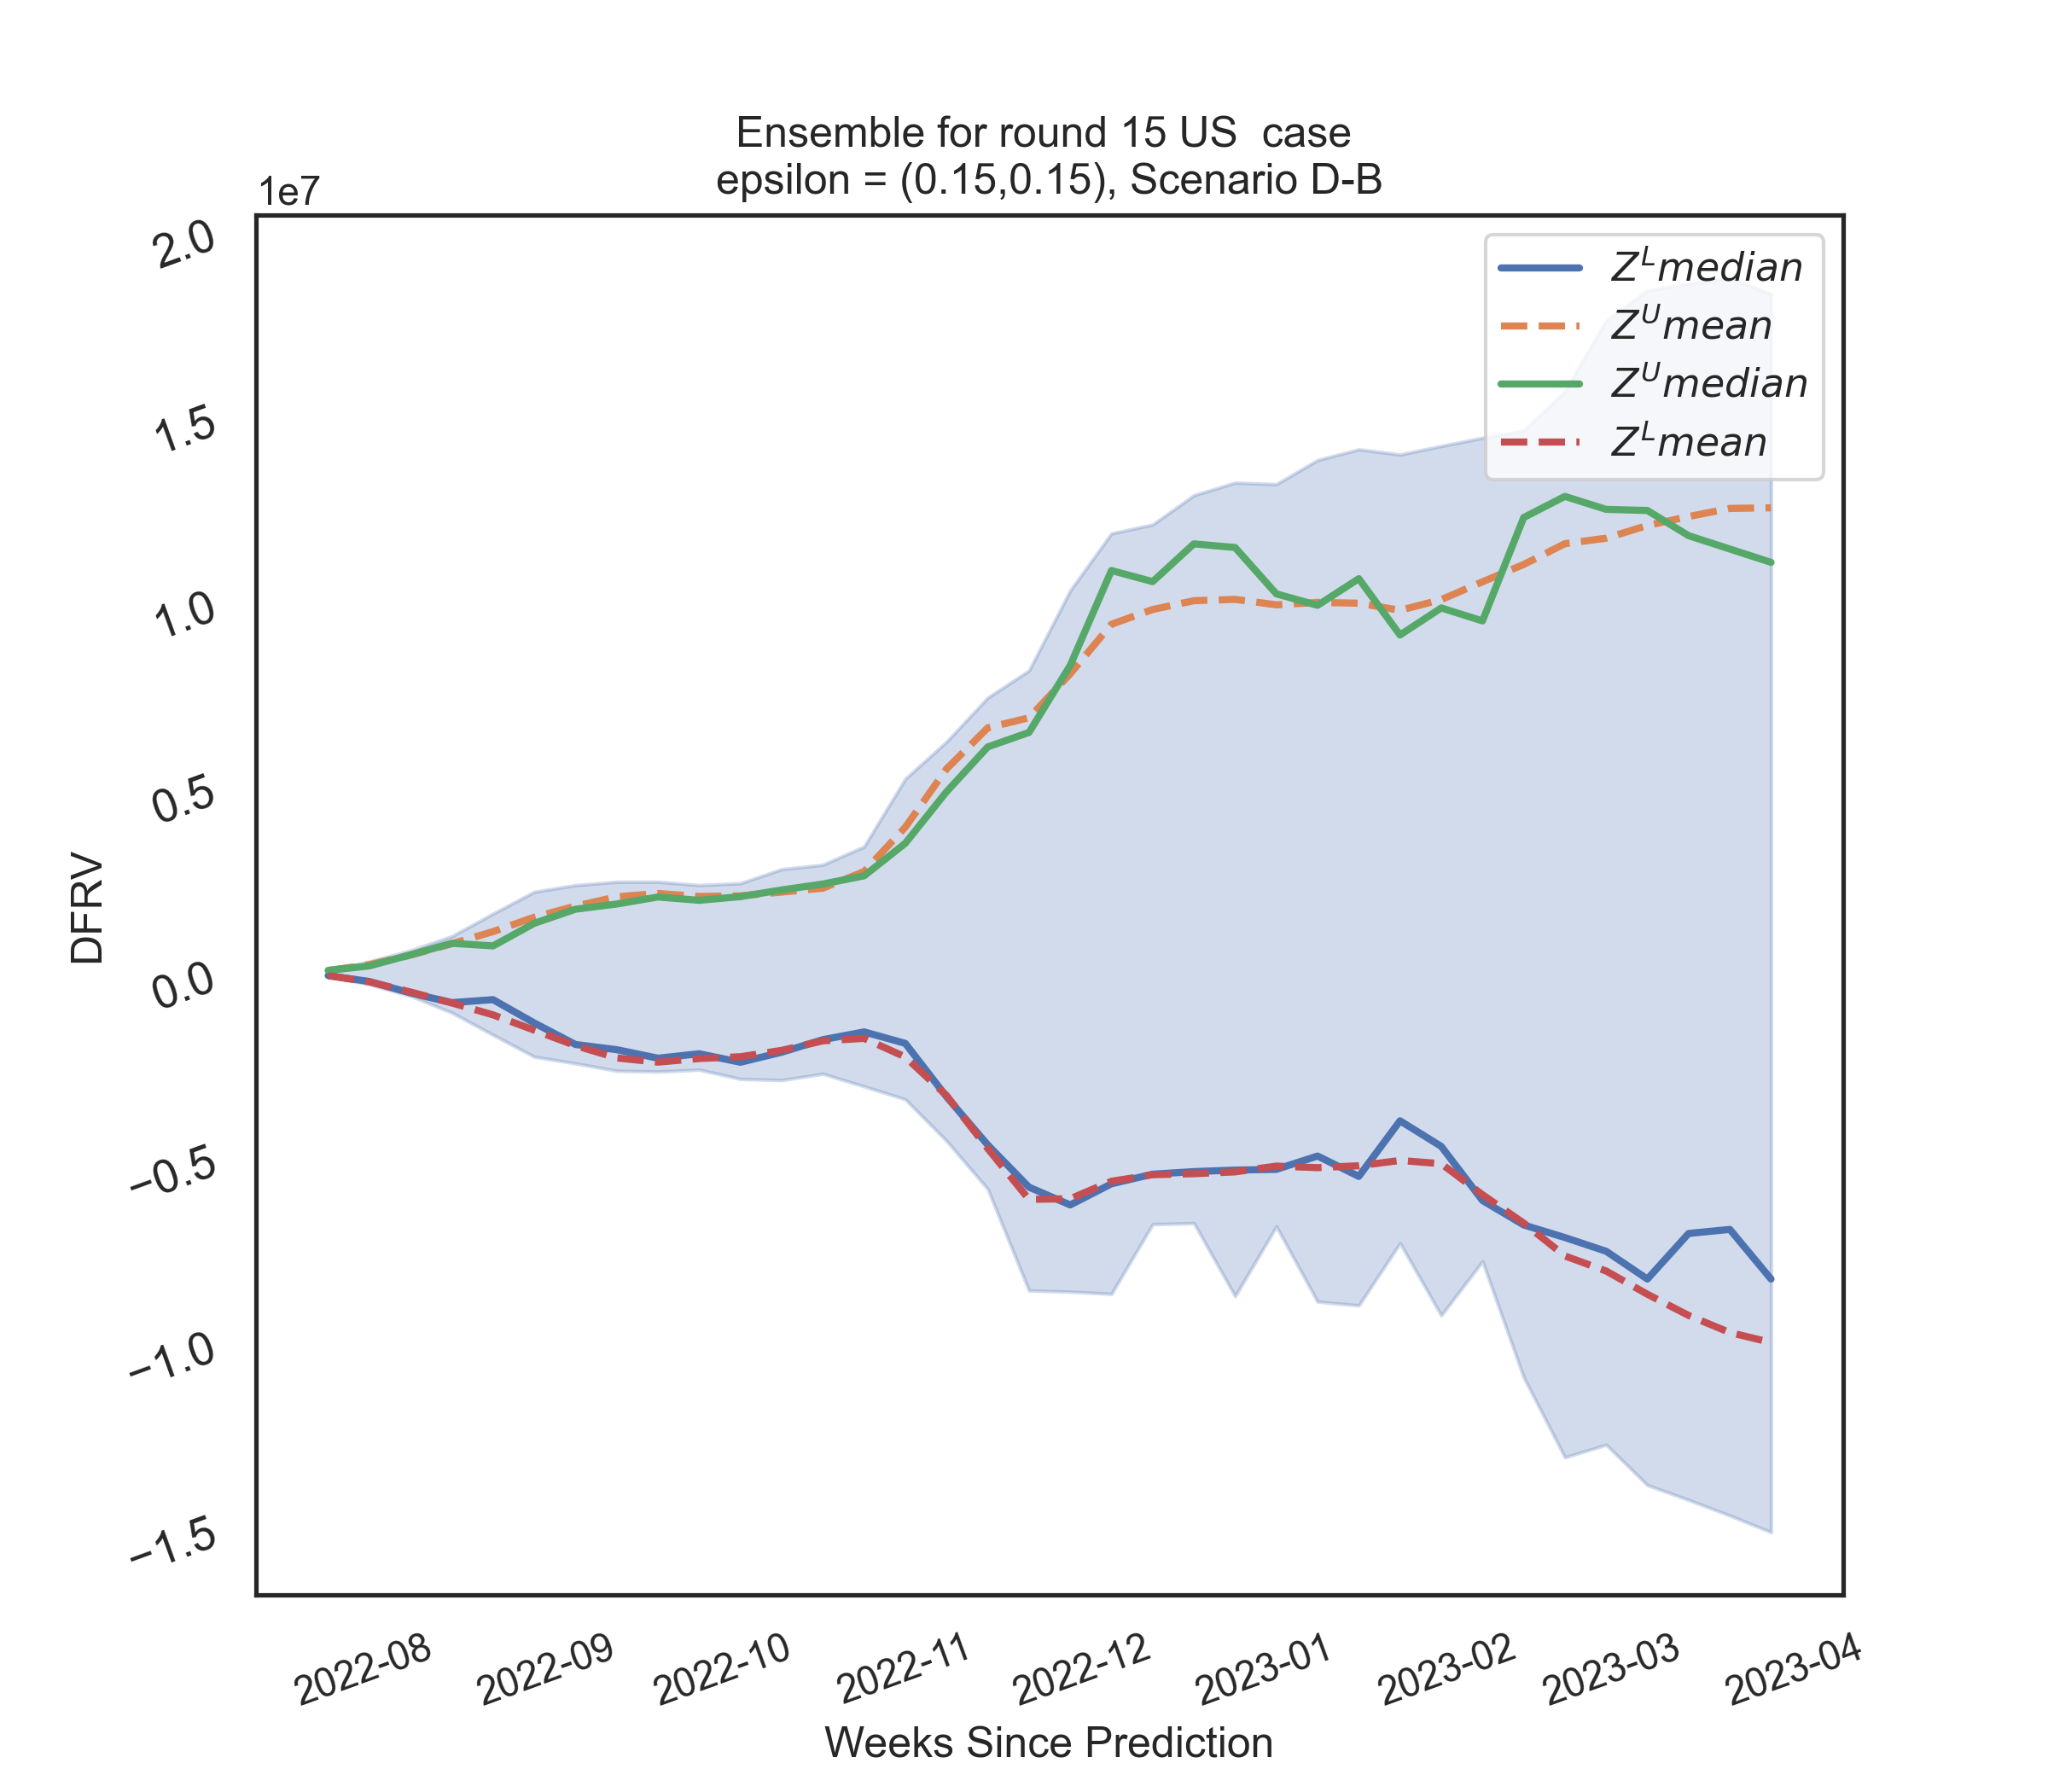 Ensemble for round 15 US  case
epsilon = (0.15,0.15), Scenario D-B
1e7
2.0
1.5
1.0
0.5
0.0
−0.5
−1.0
−1.5
DFRV
Z^L median
Z^U mean
Z^U median
Z^L mean
2022-08
2022-09
2022-10
2022-11
2022-12
2023-01
2023-02
2023-03
2023-04
Weeks Since Prediction